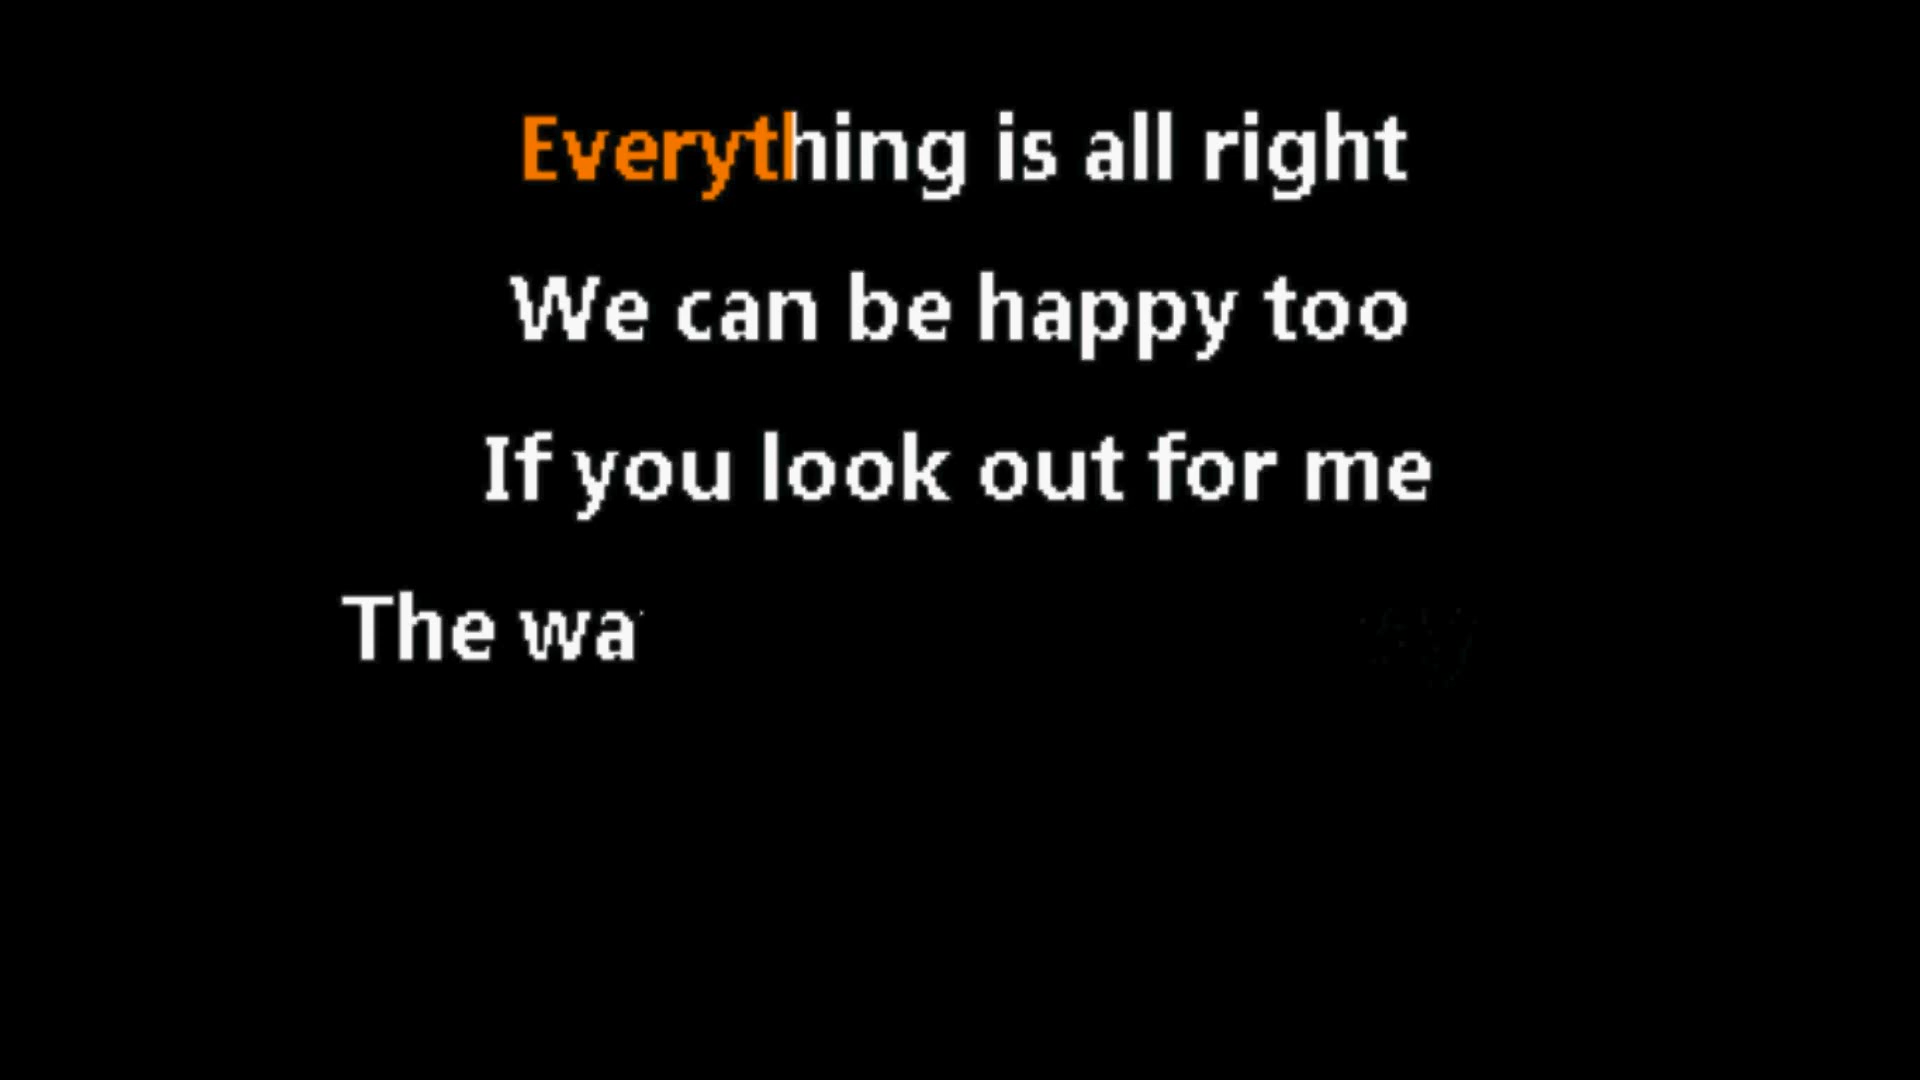 Everything is all right
We can be happy too
If you look out for me
The wa